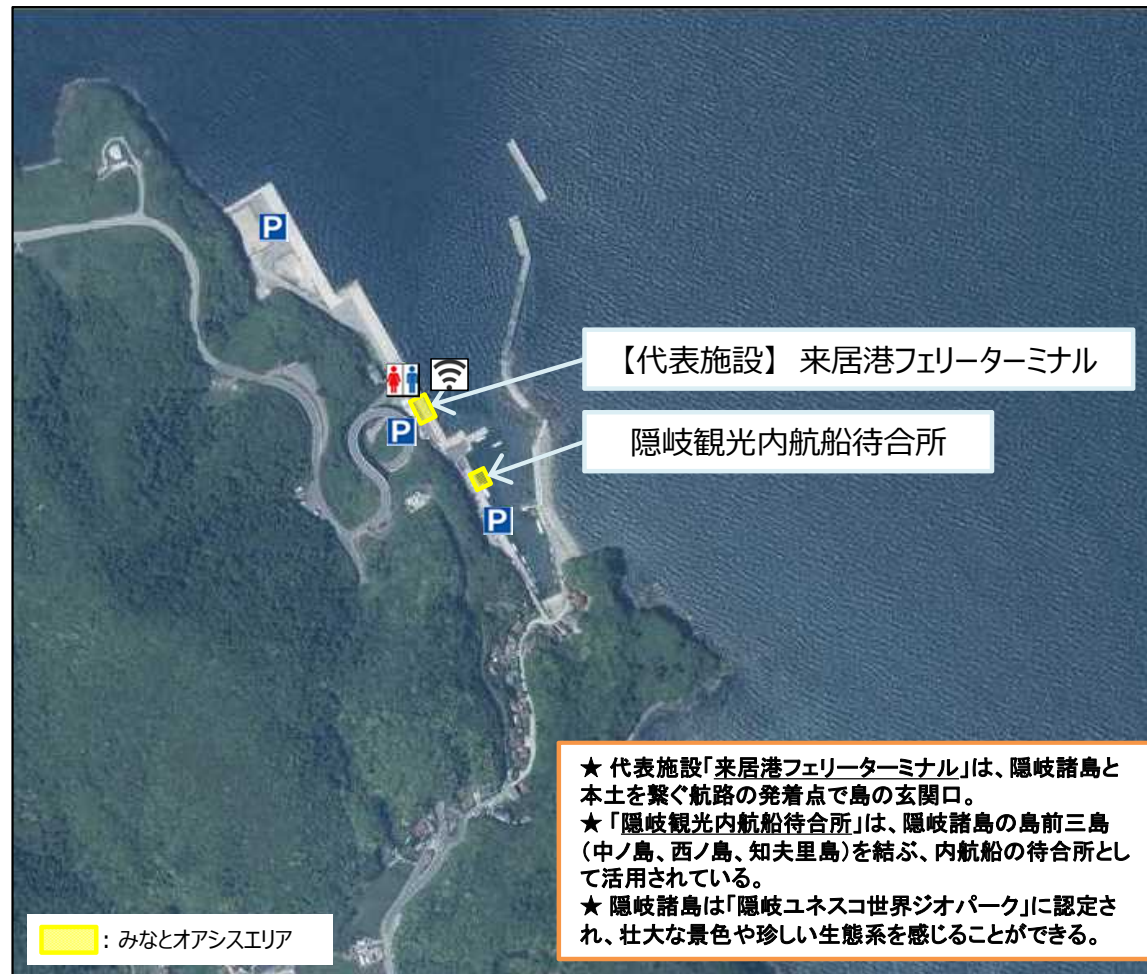 P
【代表施設】 来居港フェリーターミナル
P
隠岐観光内航船待合所
P
★ 代表施設｢来居港フェリーターミナル｣は、隠岐諸島と
本土を繋ぐ航路の発着点で島の玄関口。
★ ｢隠岐観光内航船待合所｣は、隠岐諸島の島前三島
（中ノ島、西ノ島、知夫里島）を結ぶ、内航船の待合所とし
て活用されている。
★ 隠岐諸島は｢隠岐ユネスコ世界ジオパーク｣に認定さ
れ、壮大な景色や珍しい生態系を感じることができる。
：みなとオアシスエリア